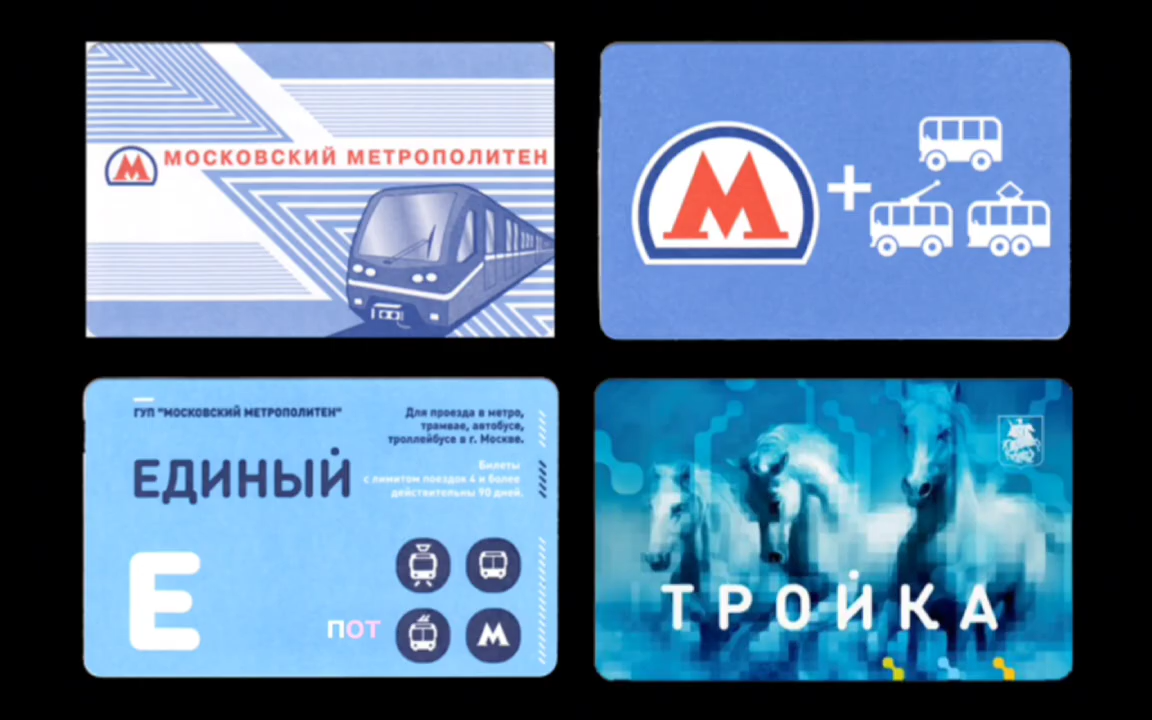 М МОСКОВСКИЙ МЕТРОПОЛИТЕН
М +
ГУП "МОСКОВСКИЙ МЕТРОПОЛИТЕН"
Для проезда в метро,
трамвае, автобусе,
троллейбусе в г. Москве.
ЕДИНЫЙ
Билеты
с лимитом поездок 4 и более
действительны 90 дней.
Е
ПОТ
М
ТРОЙКА